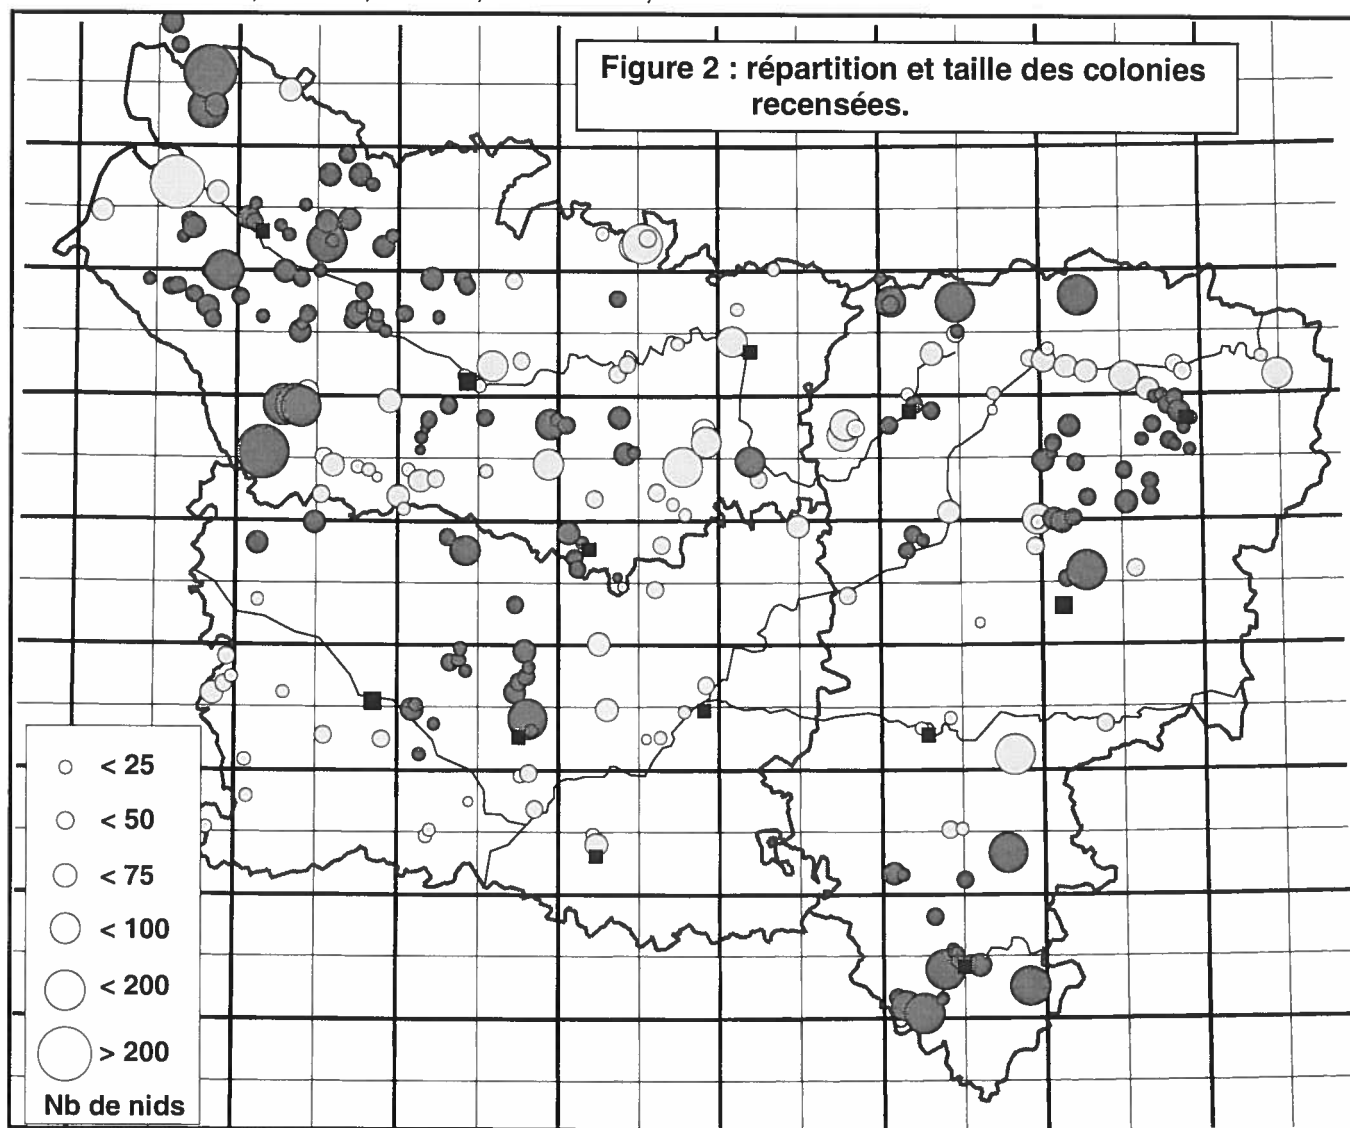 Figure 2 : répartition et taille des colonies
recensées.
< 25
< 50
< 75
< 100
< 200
> 200
Nb de nids